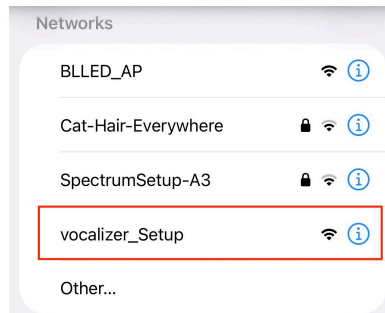 Networks
BLLED_AP
Cat-Hair-Everywhere
SpectrumSetup-A3
vocalizer_Setup
Other...